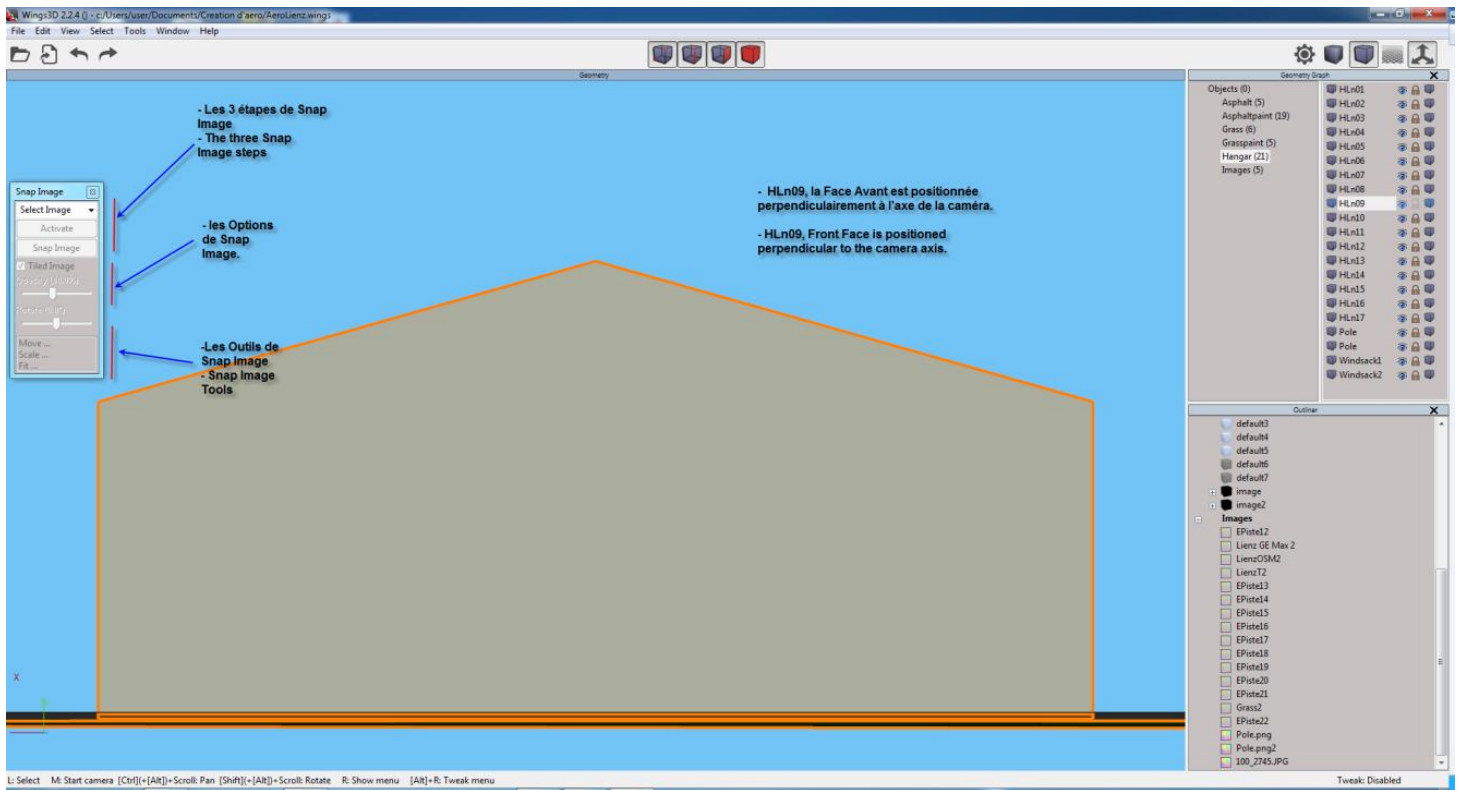 Wings3D 2.2.4 () - c:/Users/user/Documents/Creation d'aero/AeroLienz.wings
File Edit View Select Tools Window Help
Geometry
- Les 3 étapes de Snap
Image
- The three Snap
Image steps
Snap Image
Select Image
Activate
Snap Image
Tiled Image
Move ...
Scale ...
Fit ...
- les Options
de Snap
Image.
-Les Outils de
Snap Image
- Snap Image
Tools
- HLn09, la Face Avant est positionnée
perpendiculairement à l'axe de la caméra.
- HLn09, Front Face is positioned
perpendicular to the camera axis.
X
Geometry Graph
Objects (0)
Asphalt (5)
Asphaltpaint (19)
Grass (6)
Grasspaint (5)
Hangar (21)
Images (5)
HLn01
HLn02
HLn03
HLn04
HLn05
HLn06
HLn07
HLn08
HLn09
HLn10
HLn11
HLn12
HLn13
HLn14
HLn15
HLn16
HLn17
Pole
Pole
Windsack1
Windsack2
Outliner
default3
default4
default5
default6
default7
image
image2
Images
EPiste12
Lienz GE Max 2
LienzOSM2
LienzT2
EPiste13
EPiste14
EPiste15
EPiste16
EPiste17
EPiste18
EPiste19
EPiste20
EPiste21
Grass2
EPiste22
Pole.png
Pole.png2
100_2745.JPG
L: Select M: Start camera [Ctrl](+[Alt])+Scroll: Pan [Shift](+[Alt])+Scroll: Rotate R: Show menu [Alt]+R: Tweak menu
Tweak: Disabled